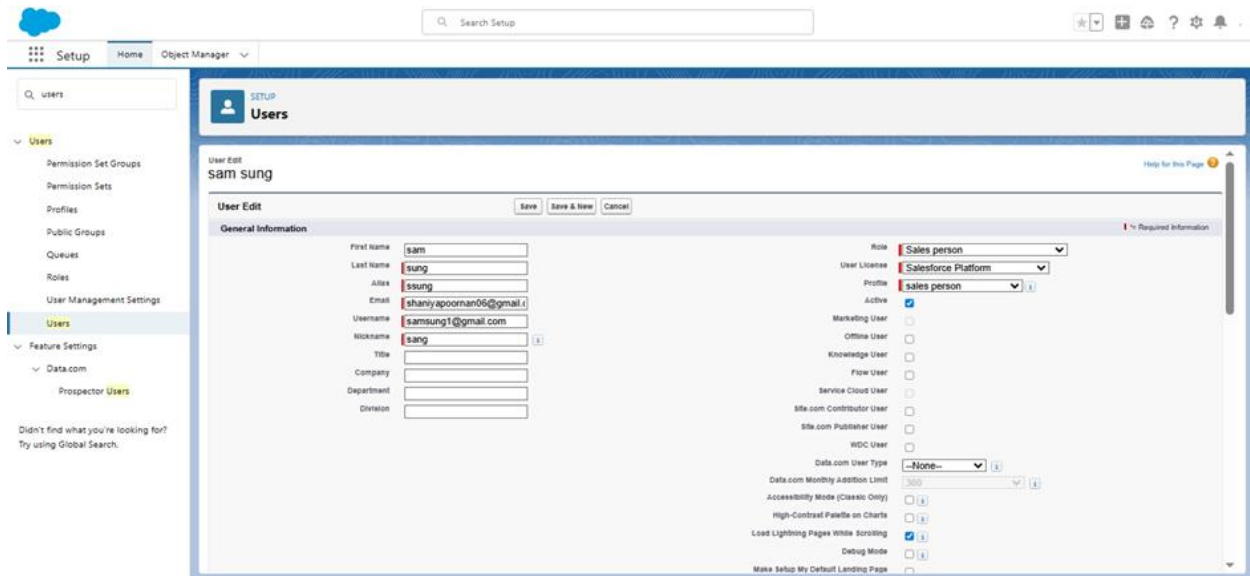 Search Setup
Setup
Home
Object Manager
users
Users
Permission Set Groups
Permission Sets
Profiles
Public Groups
Queues
Roles
User Management Settings
Users
Feature Settings
Data.com
Prospector Users
Didn't find what you're looking for?
Try using Global Search.
SETUP
Users
User Edit
sam sung
Help for this Page
User Edit
Save Save & New Cancel
General Information
= Required Information
First Name sam
Last Name sung
Alias ssung
Email shaniyapoornan06@gmail.c
Username samsung1@gmail.com
Nickname sang
Title
Company
Department
Division
Role Sales person
User License Salesforce Platform
Profile sales person
Active
Marketing User
Offline User
Knowledge User
Flow User
Service Cloud User
Site.com Contributor User
Site.com Publisher User
WDC User
Data.com User Type --None--
Data.com Monthly Addition Limit 300
Accessibility Mode (Classic Only)
High-Contrast Palette on Charts
Load Lightning Pages While Scrolling
Debug Mode
Make Setup My Default Landing Page